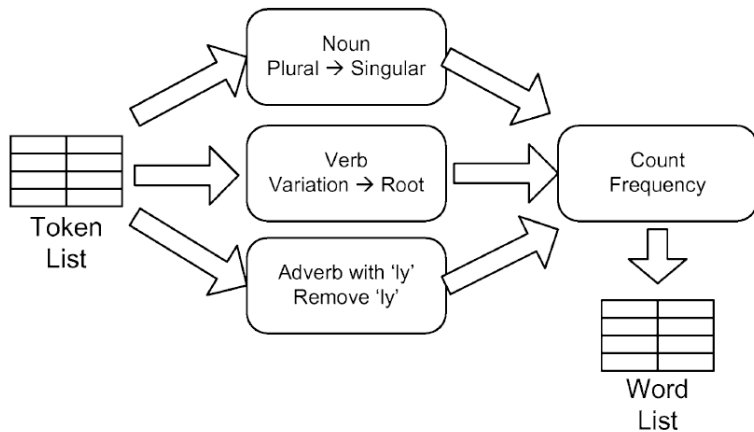 Noun
Plural → Singular
Token
List
Verb
Variation → Root
Adverb with ‘ly’
Remove ‘ly’
Count
Frequency
Word
List